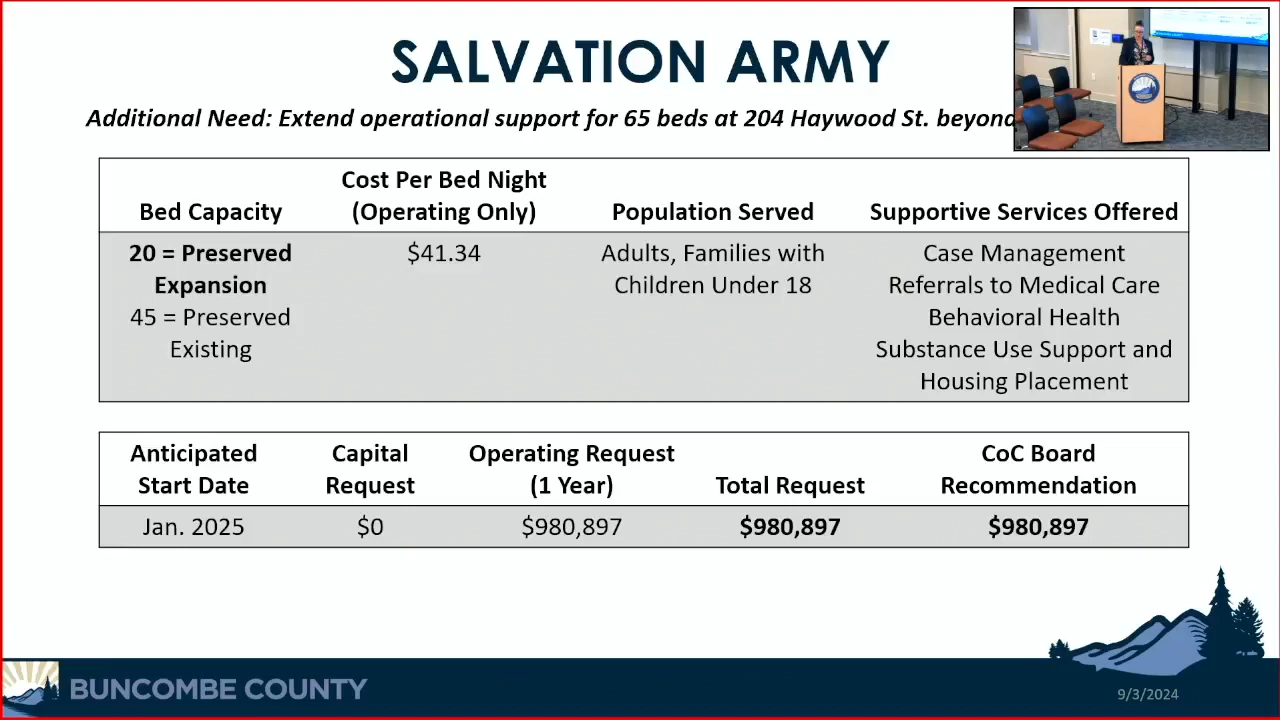 SALVATION ARMY
Additional Need: Extend operational support for 65 beds at 204 Haywood St. beyond
Cost Per Bed Night
Bed Capacity (Operating Only) Population Served Supportive Services Offered
20 = Preserved $41.34 Adults, Families with Case Management
Expansion Children Under 18 Referrals to Medical Care
45 = Preserved Behavioral Health
Existing Substance Use Support and
Housing Placement
Anticipated Capital Operating Request CoC Board
Start Date Request (1 Year) Total Request Recommendation
Jan. 2025 $0 $980,897 $980,897 $980,897
BUNCOMBE COUNTY
9/3/2024